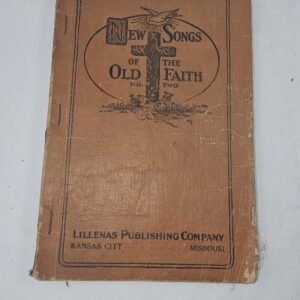 NEW SONGS
OF THE
OLD FAITH
NO. TWO
LILLENAS PUBLISHING COMPANY
KANSAS CITY . . . . . . . MISSOURI